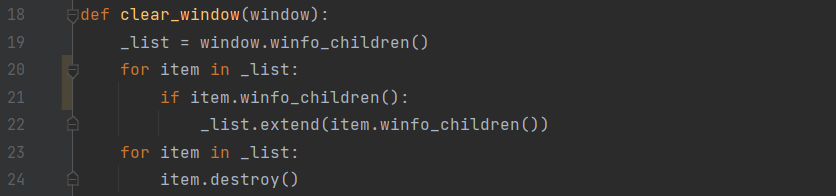 18 def clear_window(window):
19     _list = window.winfo_children()
20     for item in _list:
21         if item.winfo_children():
22             _list.extend(item.winfo_children())
23     for item in _list:
24         item.destroy()